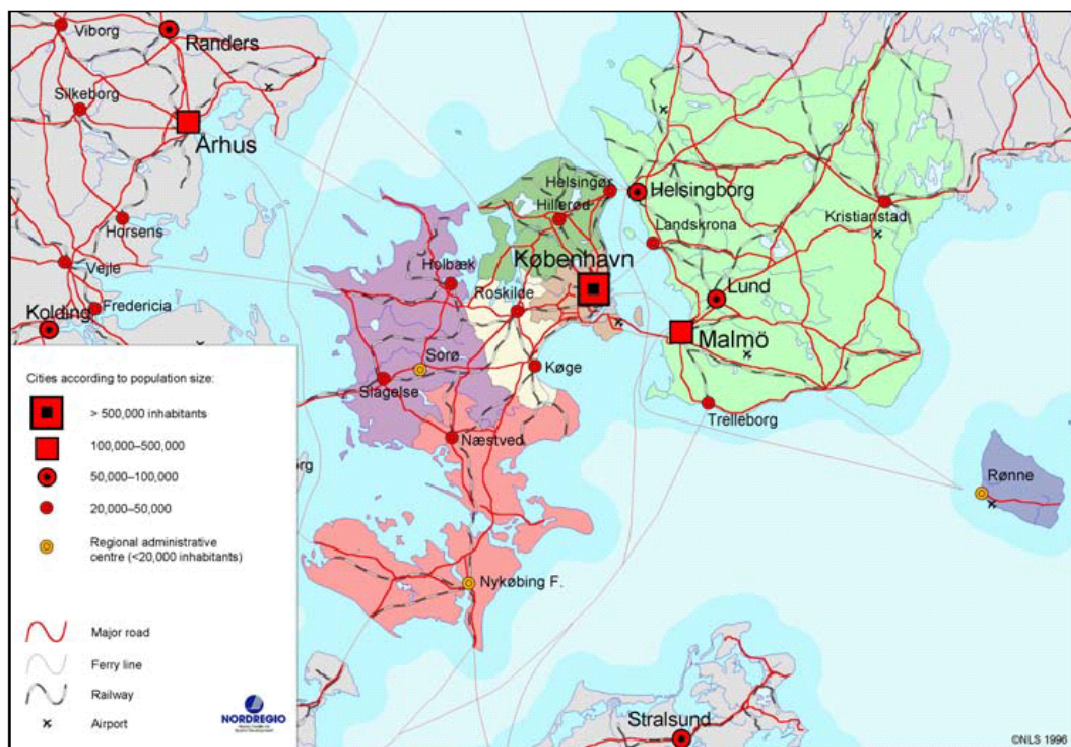 Viborg
Randers
Silkeborg
Århus
Horsens
Vejle
Fredericia
Kolding
Helsingør
Hillerød
Helsingborg
Kristianstad
Landskrona
København
Holbæk
Roskilde
Lund
Malmö
Sorø
Køge
Slagelse
Trelleborg
Næstved
Rønne
Nykøbing F.
Stralsund
Cities according to population size:
> 500,000 inhabitants
100,000–500,000
50,000–100,000
20,000–50,000
Regional administrative
centre (<20,000 inhabitants)
Major road
Ferry line
Railway
Airport
NORDREGIO
©NILS 1996